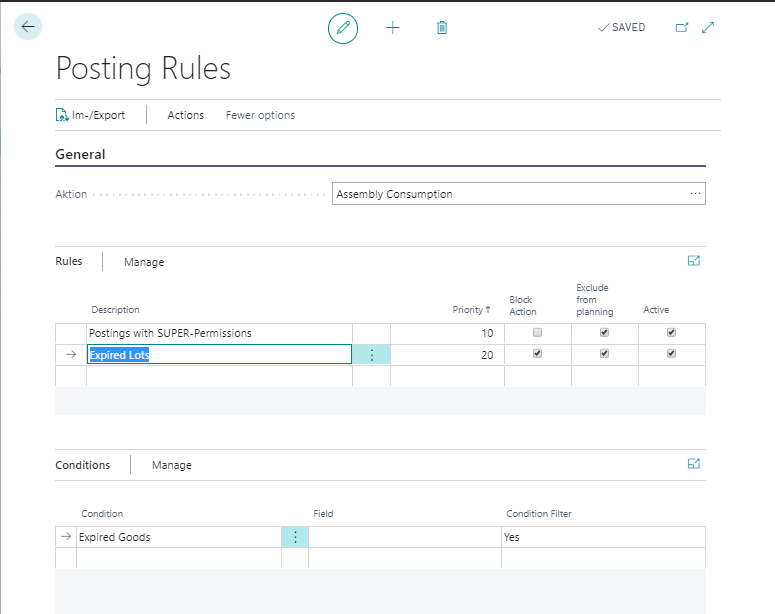 SAVED
Posting Rules
Im-/Export Actions Fewer options
General
Aktion Assembly Consumption ...
Rules Manage
Description Priority↑ Block Action Exclude from planning Active
Postings with SUPER-Permissions 10
Expired Lots 20
Conditions Manage
Condition Field Condition Filter
Expired Goods Yes